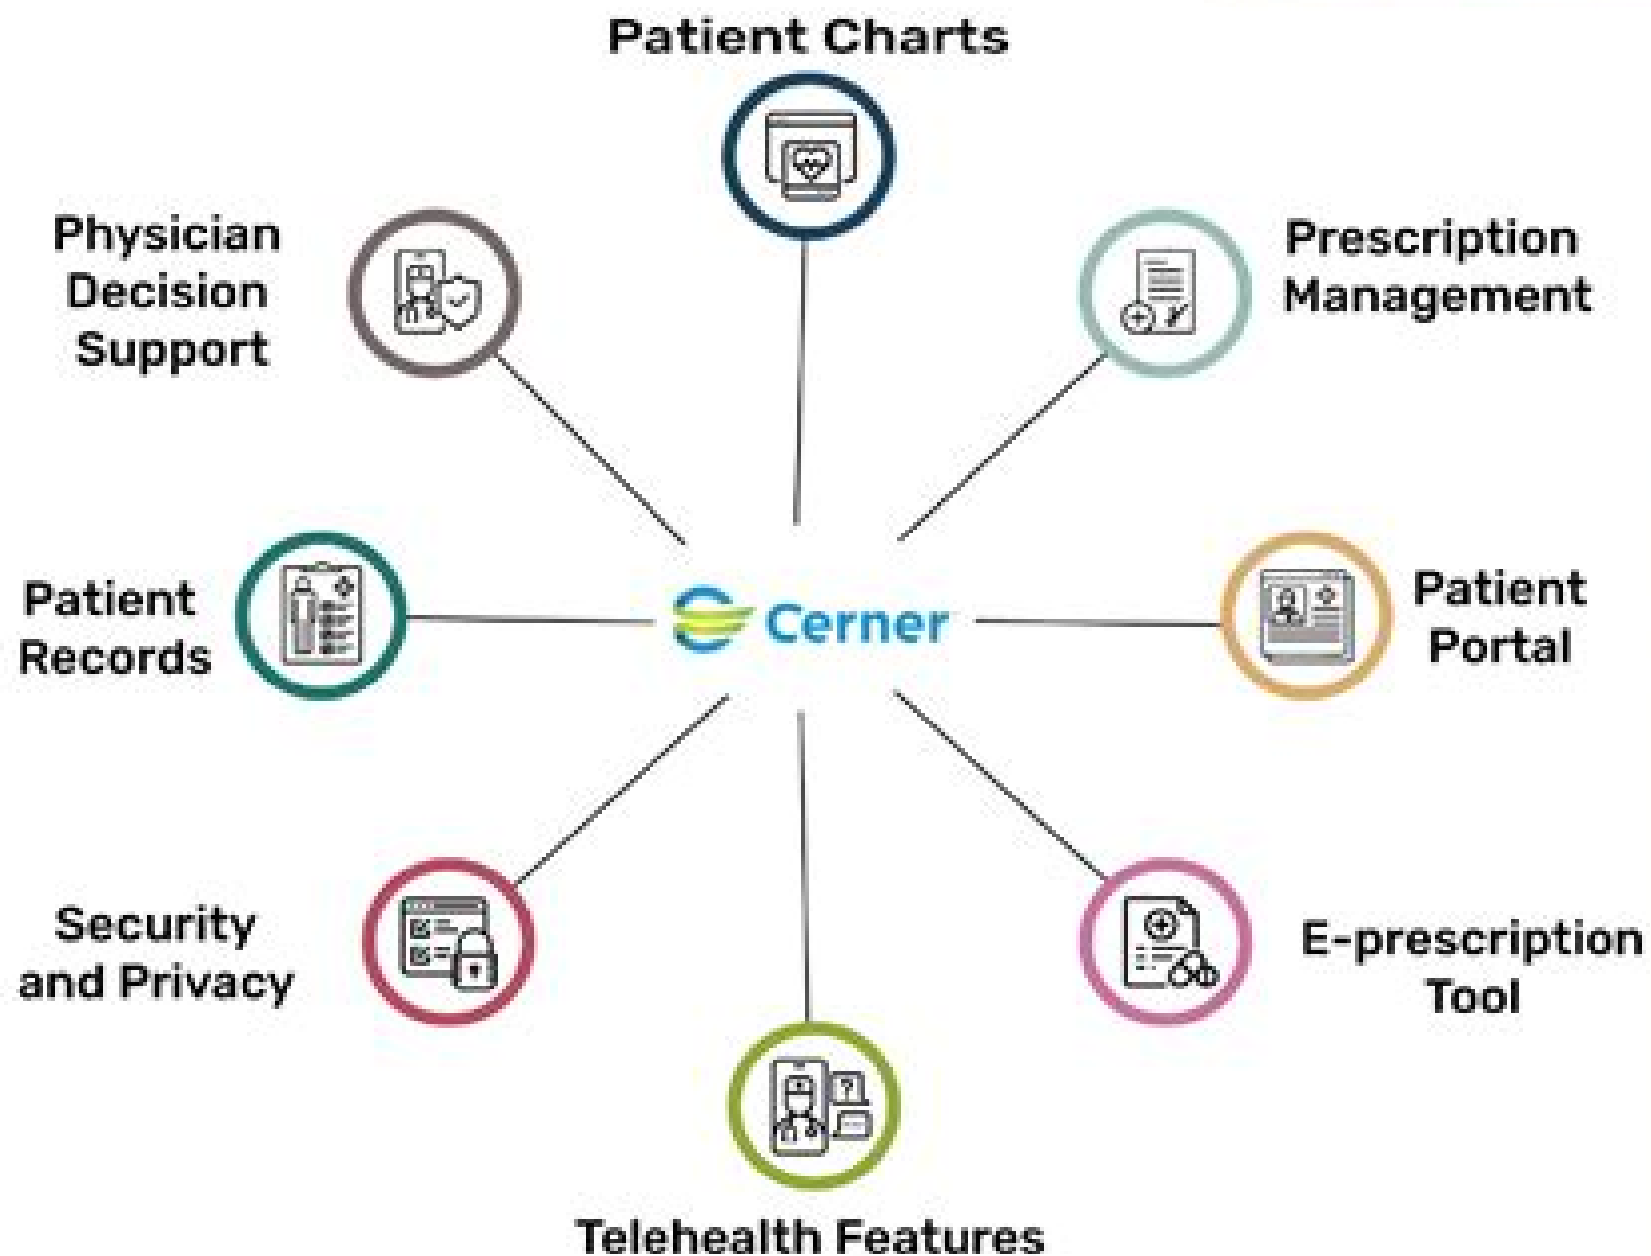 Patient Charts
Physician
Decision
Support
Prescription
Management
Patient
Records
Cerner
Patient
Portal
Security
and Privacy
E-prescription
Tool
Telehealth Features